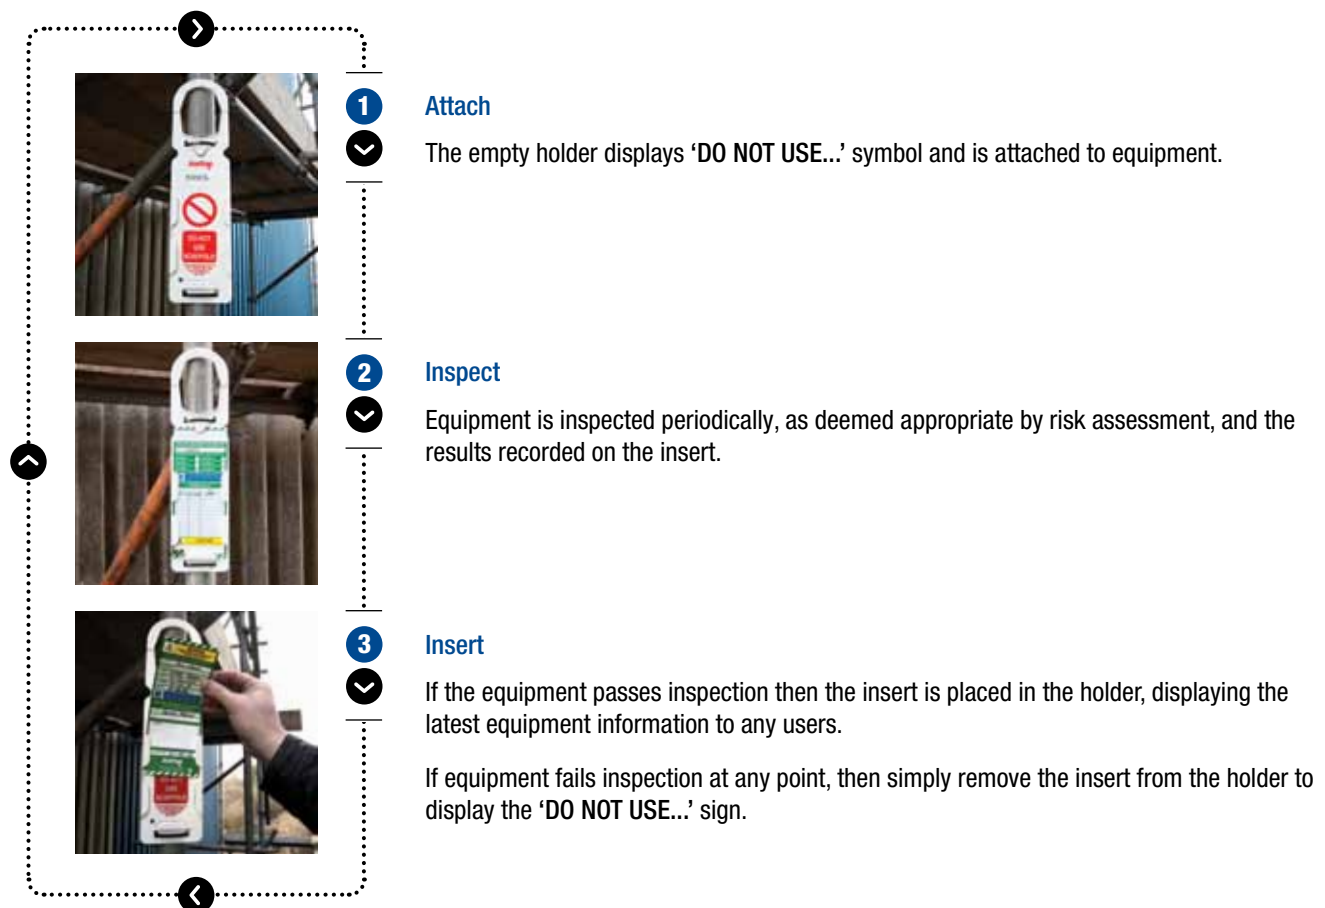 1
Attach
The empty holder displays ‘DO NOT USE...’ symbol and is attached to equipment.
DO NOT
USE
SCAFFOLD
2
Inspect
Equipment is inspected periodically, as deemed appropriate by risk assessment, and the
results recorded on the insert.
3
Insert
If the equipment passes inspection then the insert is placed in the holder, displaying the
latest equipment information to any users.
If equipment fails inspection at any point, then simply remove the insert from the holder to
display the ‘DO NOT USE...’ sign.